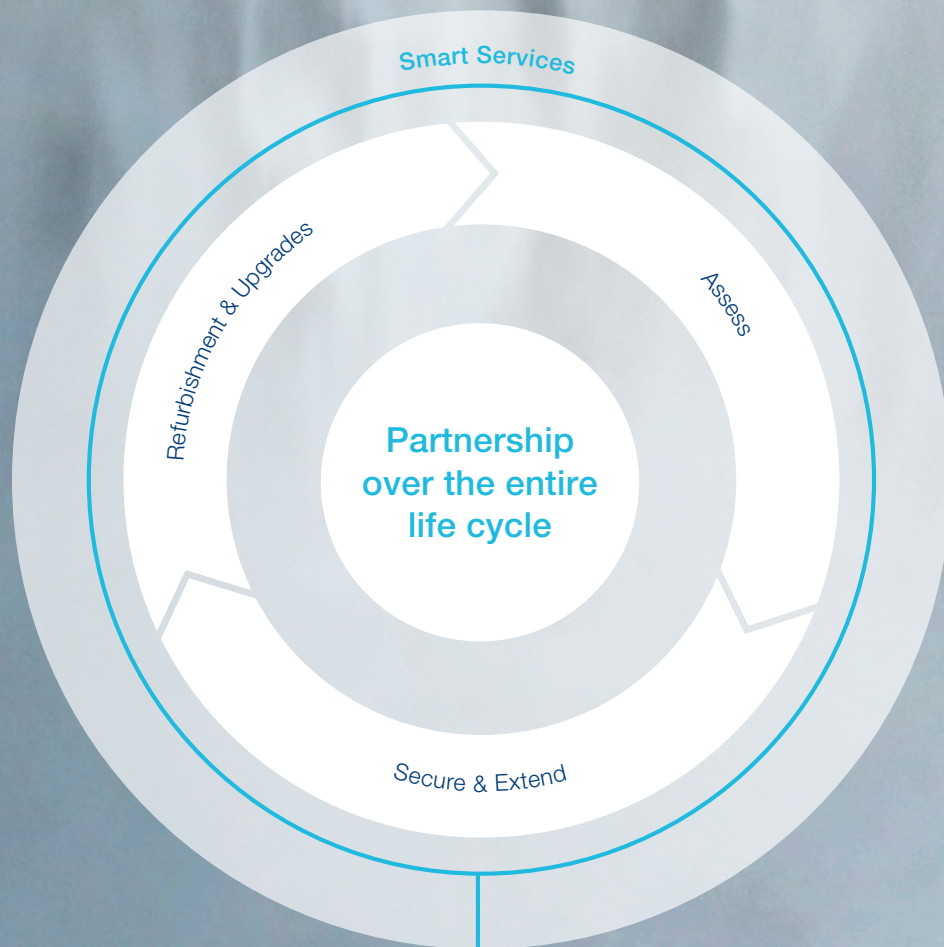 Smart Services
Refurbishment & Upgrades
Assess
Partnership
over the entire
life cycle
Secure & Extend